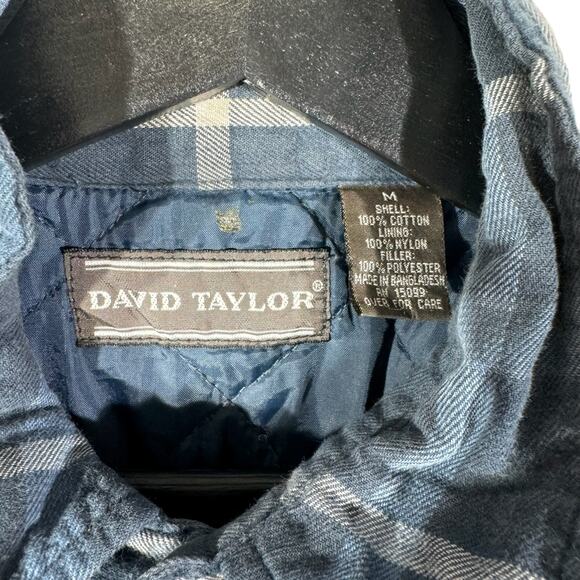 DAVID TAYLOR®
M
SHELL:
100% COTTON
LINING:
100% NYLON
FILLER:
100% POLYESTER
MADE IN BANGLADESH
RN 15099
OVER FOR CARE